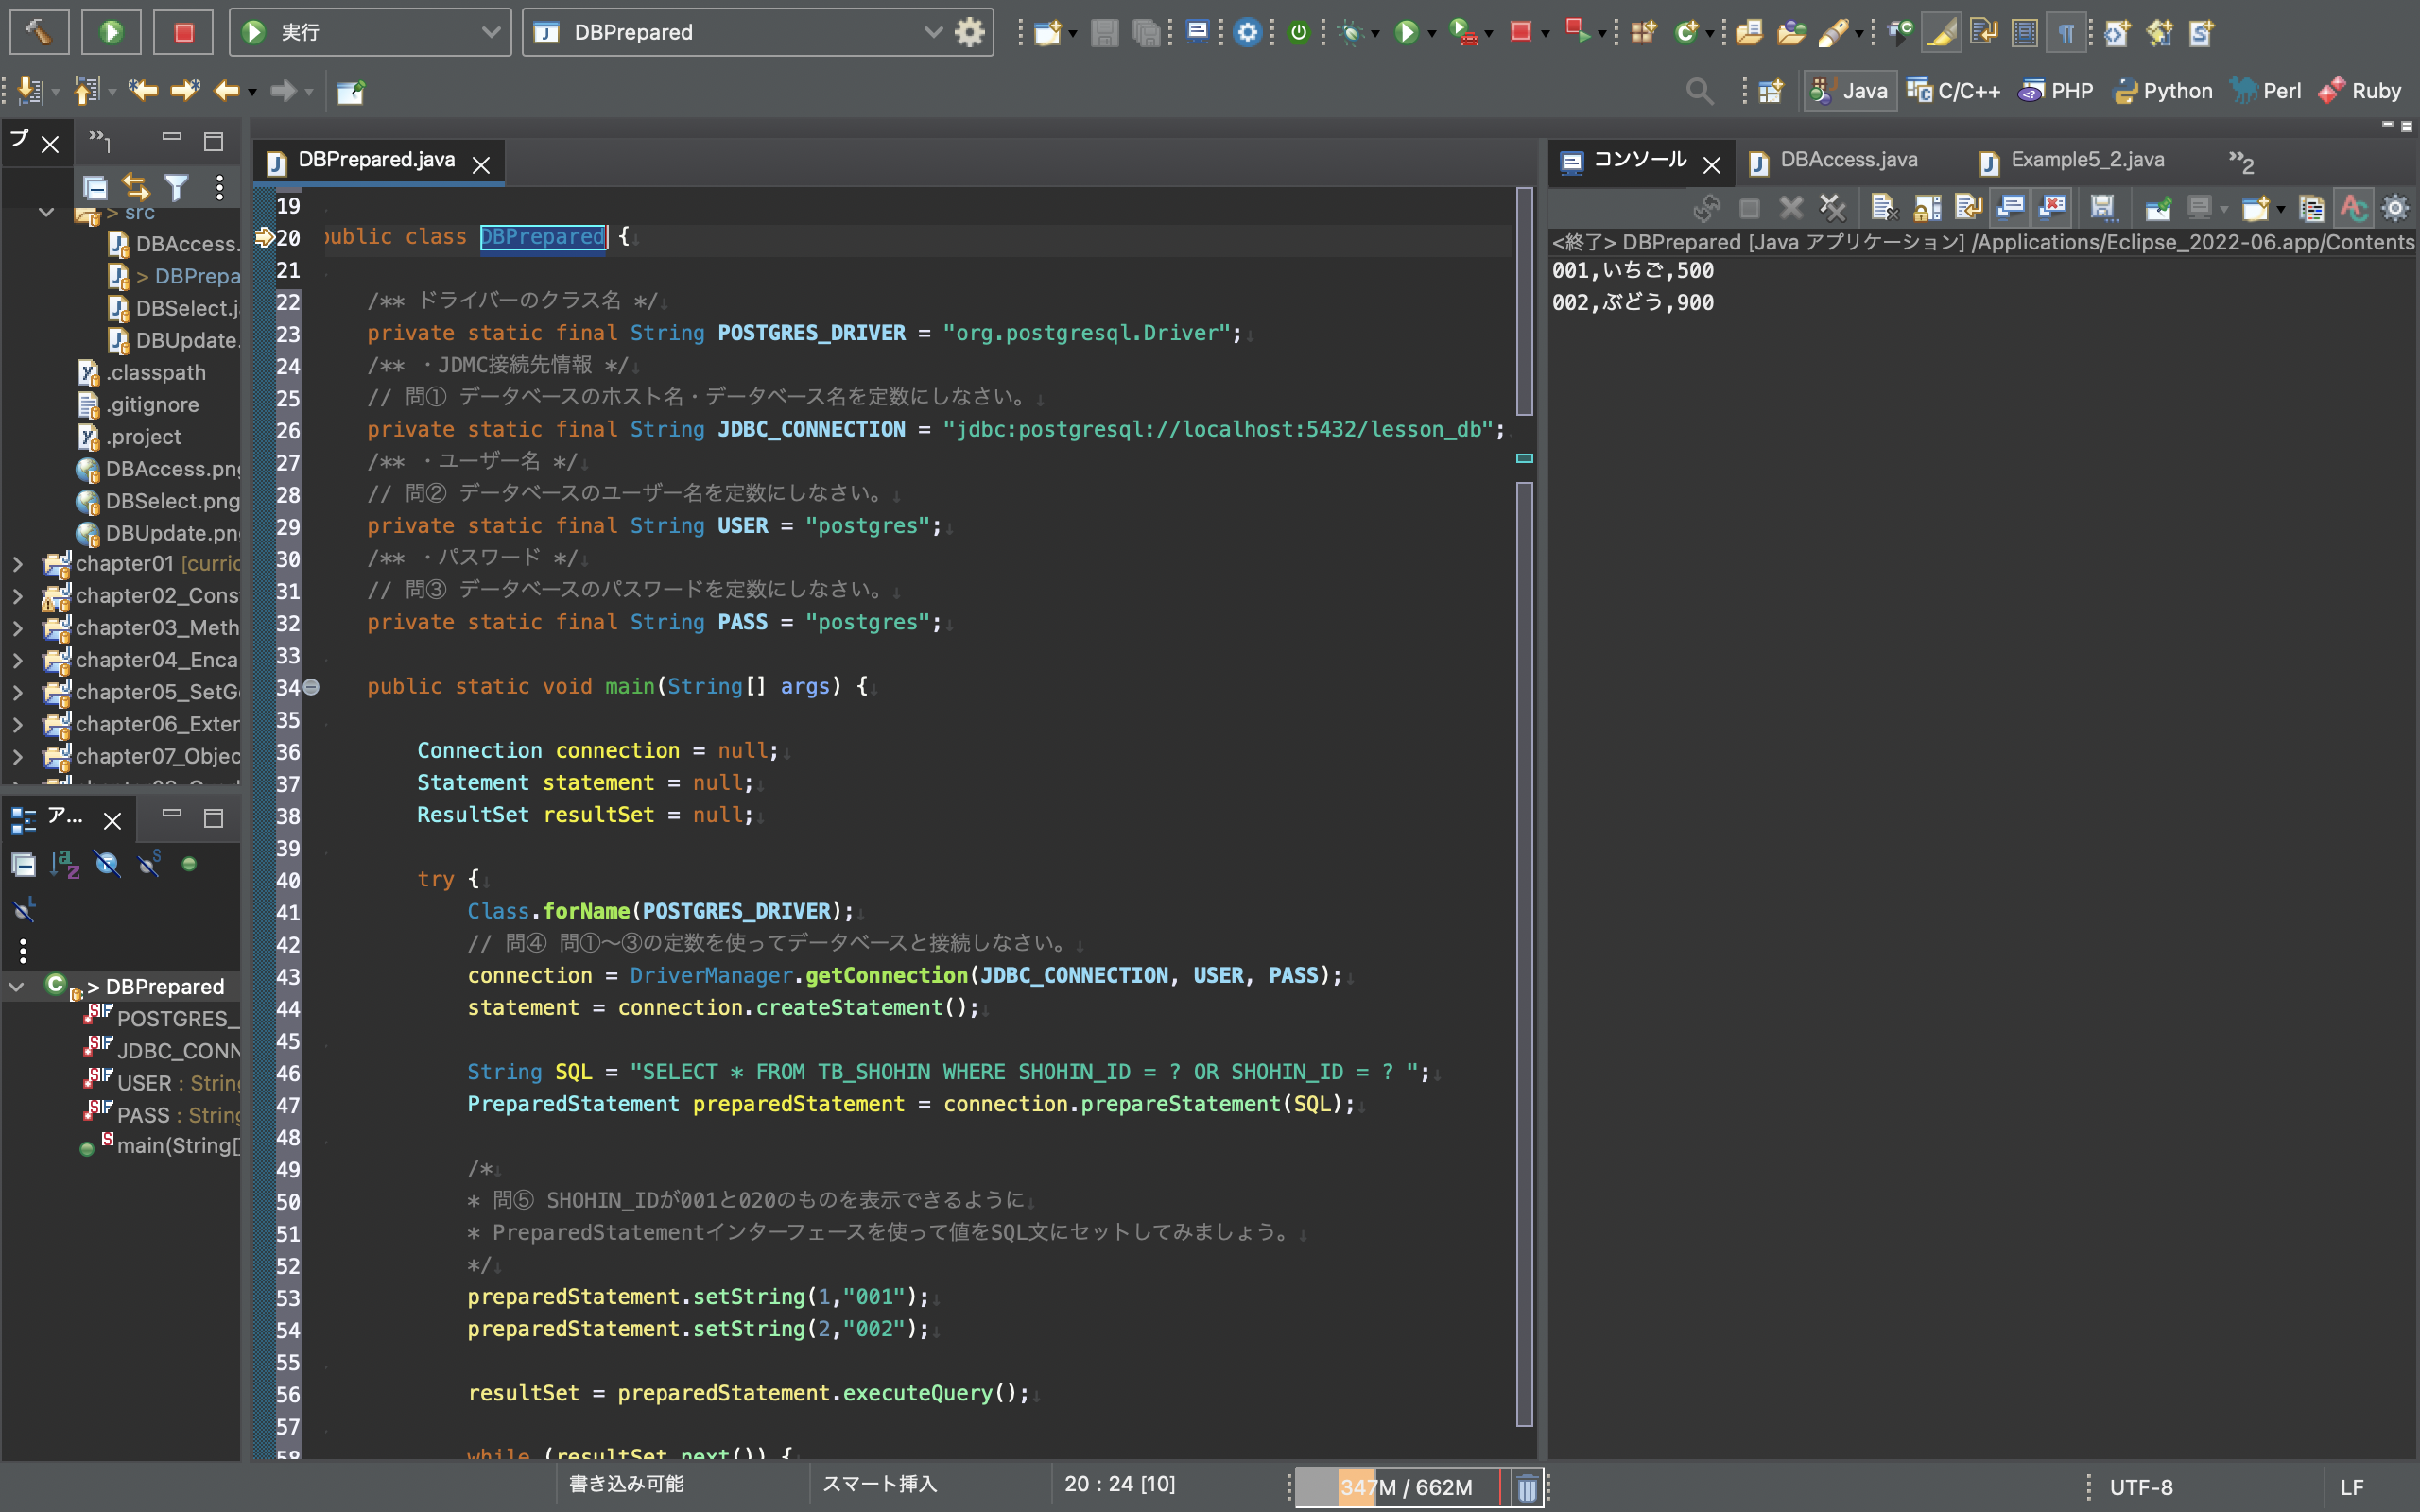 実行
DBPrepared
Java
C/C++
PHP
Python
Perl
Ruby
プ
»1
> src
DBAccess.
> DBPrepa
DBSelect.j
DBUpdate.
.classpath
.gitignore
.project
DBAccess.png
DBSelect.png
DBUpdate.png
chapter01 [curric
chapter02_Cons
chapter03_Meth
chapter04_Enca
chapter05_SetG
chapter06_Exter
chapter07_Objec
ア...
> DBPrepared
POSTGRES_
JDBC_CONN
USER : String
PASS : String
main(String[
DBPrepared.java
19
20 public class DBPrepared {
21
22 /** ドライバーのクラス名 */
23 private static final String POSTGRES_DRIVER = "org.postgresql.Driver";
24 /** ・JDMC接続先情報 */
25 // 問① データベースのホスト名・データベース名を定数にしなさい。
26 private static final String JDBC_CONNECTION = "jdbc:postgresql://localhost:5432/lesson_db";
27 /** ・ユーザー名 */
28 // 問② データベースのユーザー名を定数にしなさい。
29 private static final String USER = "postgres";
30 /** ・パスワード */
31 // 問③ データベースのパスワードを定数にしなさい。
32 private static final String PASS = "postgres";
33
34 public static void main(String[] args) {
35
36 Connection connection = null;
37 Statement statement = null;
38 ResultSet resultSet = null;
39
40 try {
41 Class.forName(POSTGRES_DRIVER);
42 // 問④ 問①〜③の定数を使ってデータベースと接続しなさい。
43 connection = DriverManager.getConnection(JDBC_CONNECTION, USER, PASS);
44 statement = connection.createStatement();
45
46 String SQL = "SELECT * FROM TB_SHOHIN WHERE SHOHIN_ID = ? OR SHOHIN_ID = ? ";
47 PreparedStatement preparedStatement = connection.prepareStatement(SQL);
48
49 /*
50 * 問⑤ SHOHIN_IDが001と020のものを表示できるように
51 * PreparedStatementインターフェースを使って値をSQL文にセットしてみましょう。
52 */
53 preparedStatement.setString(1,"001");
54 preparedStatement.setString(2,"002");
55
56 resultSet = preparedStatement.executeQuery();
57
58 while (resultSet.next()) {
コンソール
DBAccess.java
Example5_2.java
»2
<終了> DBPrepared [Java アプリケーション] /Applications/Eclipse_2022-06.app/Contents
001,いちご,500
002,ぶどう,900
書き込み可能
スマート挿入
20 : 24 [10]
347M / 662M
UTF-8
LF